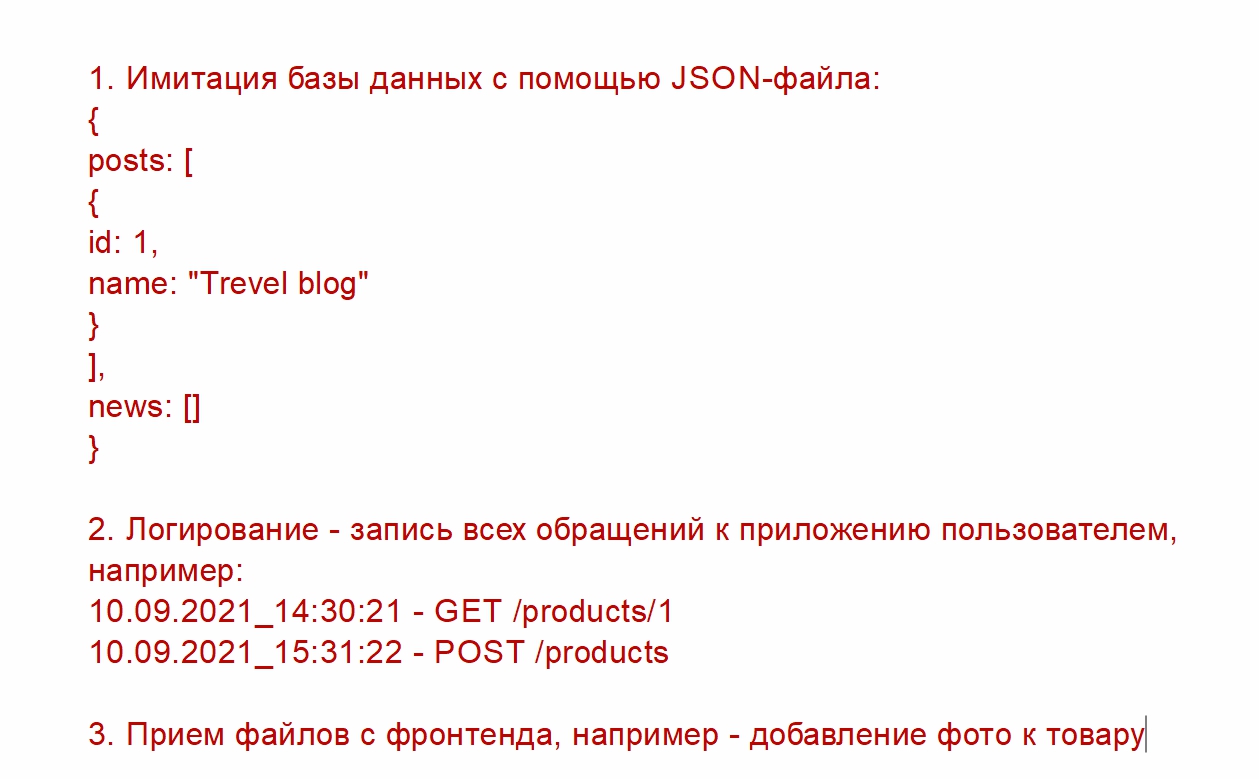 1. Имитация базы данных с помощью JSON-файла:
{
posts: [
{
id: 1,
name: "Trevel blog"
}
],
news: []
}
2. Логирование - запись всех обращений к приложению пользователем,
например:
10.09.2021_14:30:21 - GET /products/1
10.09.2021_15:31:22 - POST /products
3. Прием файлов с фронтенда, например - добавление фото к товару